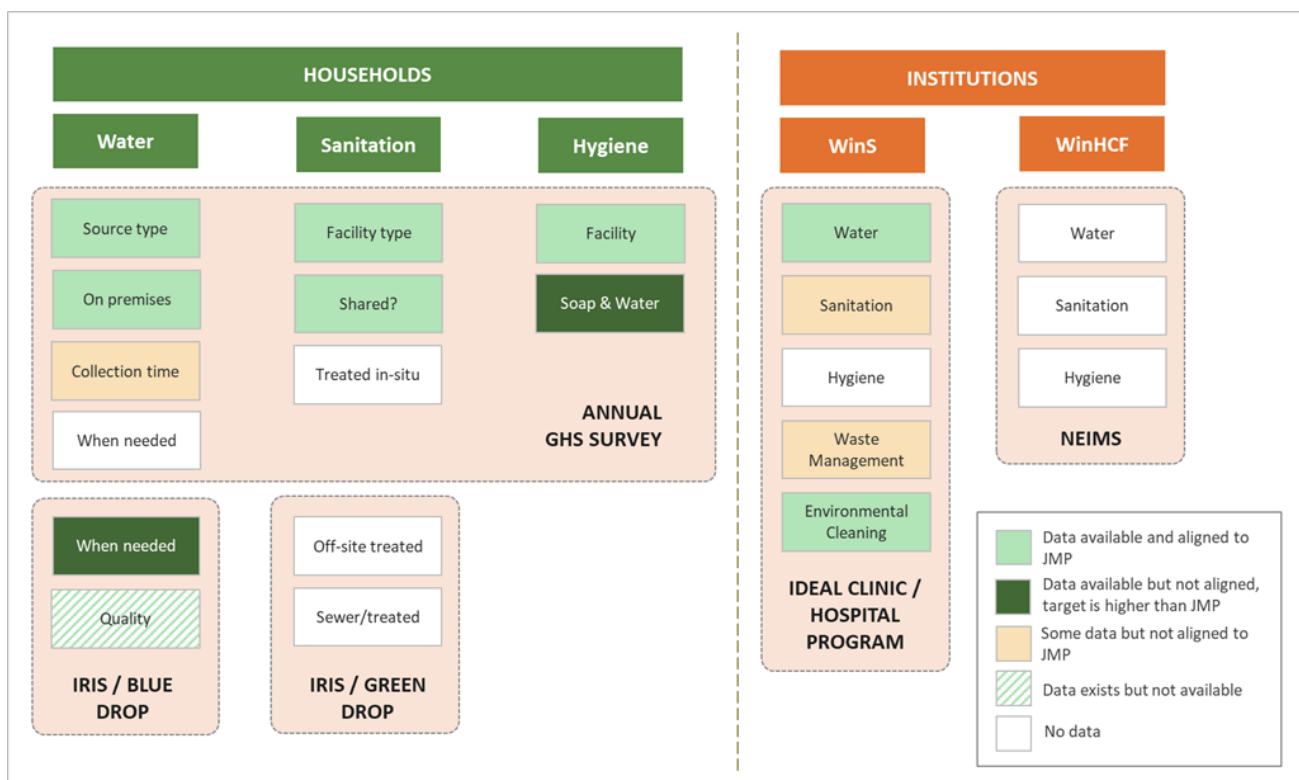 HOUSEHOLDS
Water
Sanitation
Hygiene
Source type
Facility type
Facility
On premises
Shared?
Soap & Water
Collection time
Treated in-situ
When needed
ANNUAL
GHS SURVEY
When needed
Quality
IRIS / BLUE
DROP
Off-site treated
Sewer/treated
IRIS / GREEN
DROP
INSTITUTIONS
WinS
WinHCF
Water
Sanitation
Hygiene
Waste
Management
Environmental
Cleaning
IDEAL CLINIC /
HOSPITAL
PROGRAM
Water
Sanitation
Hygiene
NEIMS
Data available and aligned to
JMP
Data available but not aligned,
target is higher than JMP
Some data but not aligned to
JMP
Data exists but not available
No data